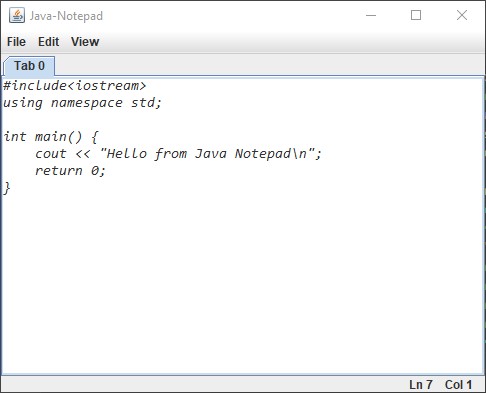 Java-Notepad
File Edit View
Tab 0
#include<iostream>
using namespace std;

int main() {
    cout << "Hello from Java Notepad\n";
    return 0;
}
Ln 7 Col 1